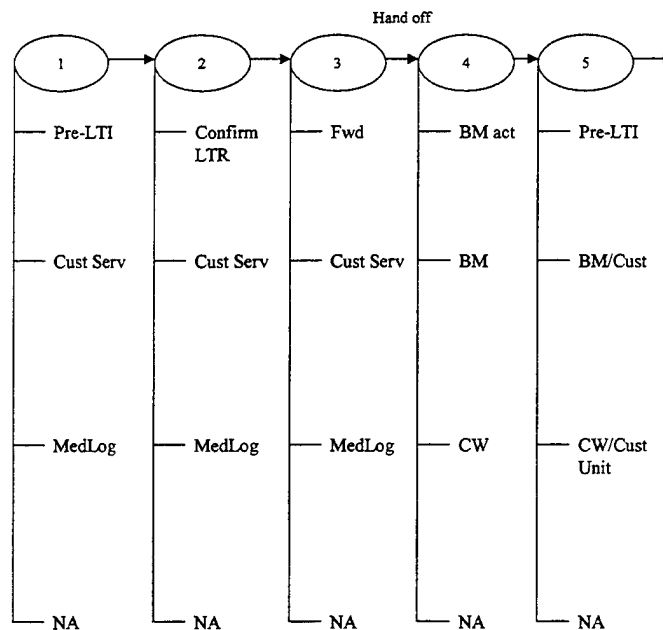 Hand off
1 2 3 4 5
Pre-LTI Confirm Fwd BM act Pre-LTI
LTR
Cust Serv Cust Serv Cust Serv BM BM/Cust
MedLog MedLog MedLog CW CW/Cust
Unit
NA NA NA NA NA